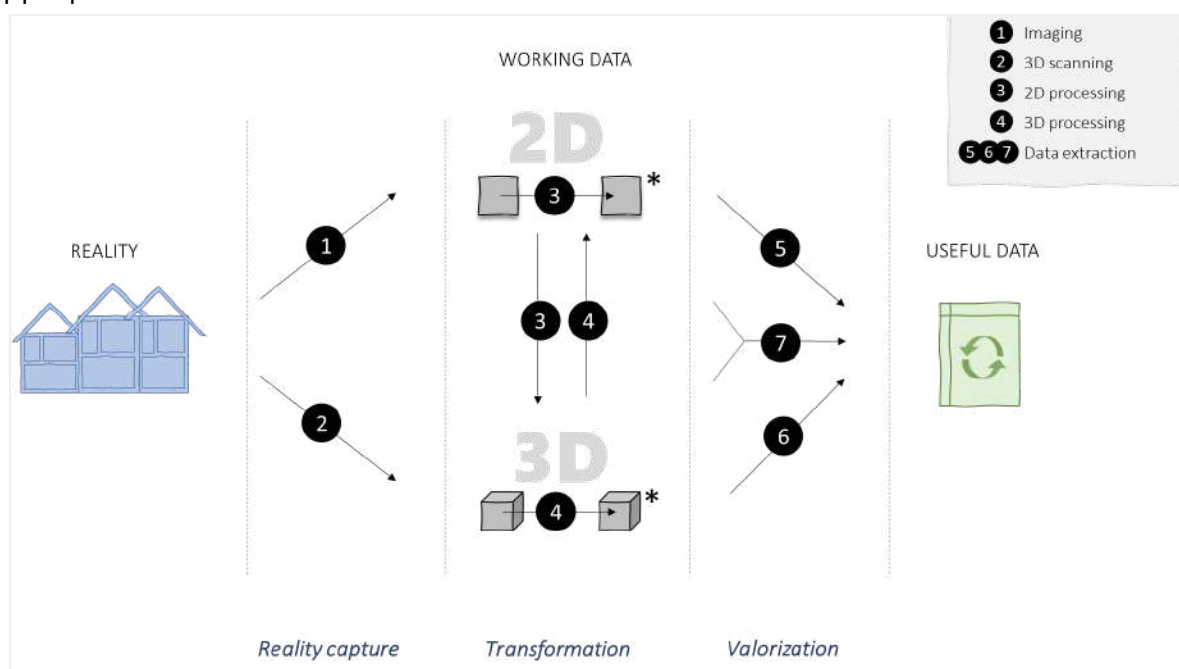 WORKING DATA
1 Imaging
2 3D scanning
3 2D processing
4 3D processing
5 6 7 Data extraction
2D
3 *
REALITY
1
5
USEFUL DATA
3 4
7
2
6
3D
4 *
Reality capture
Transformation
Valorization